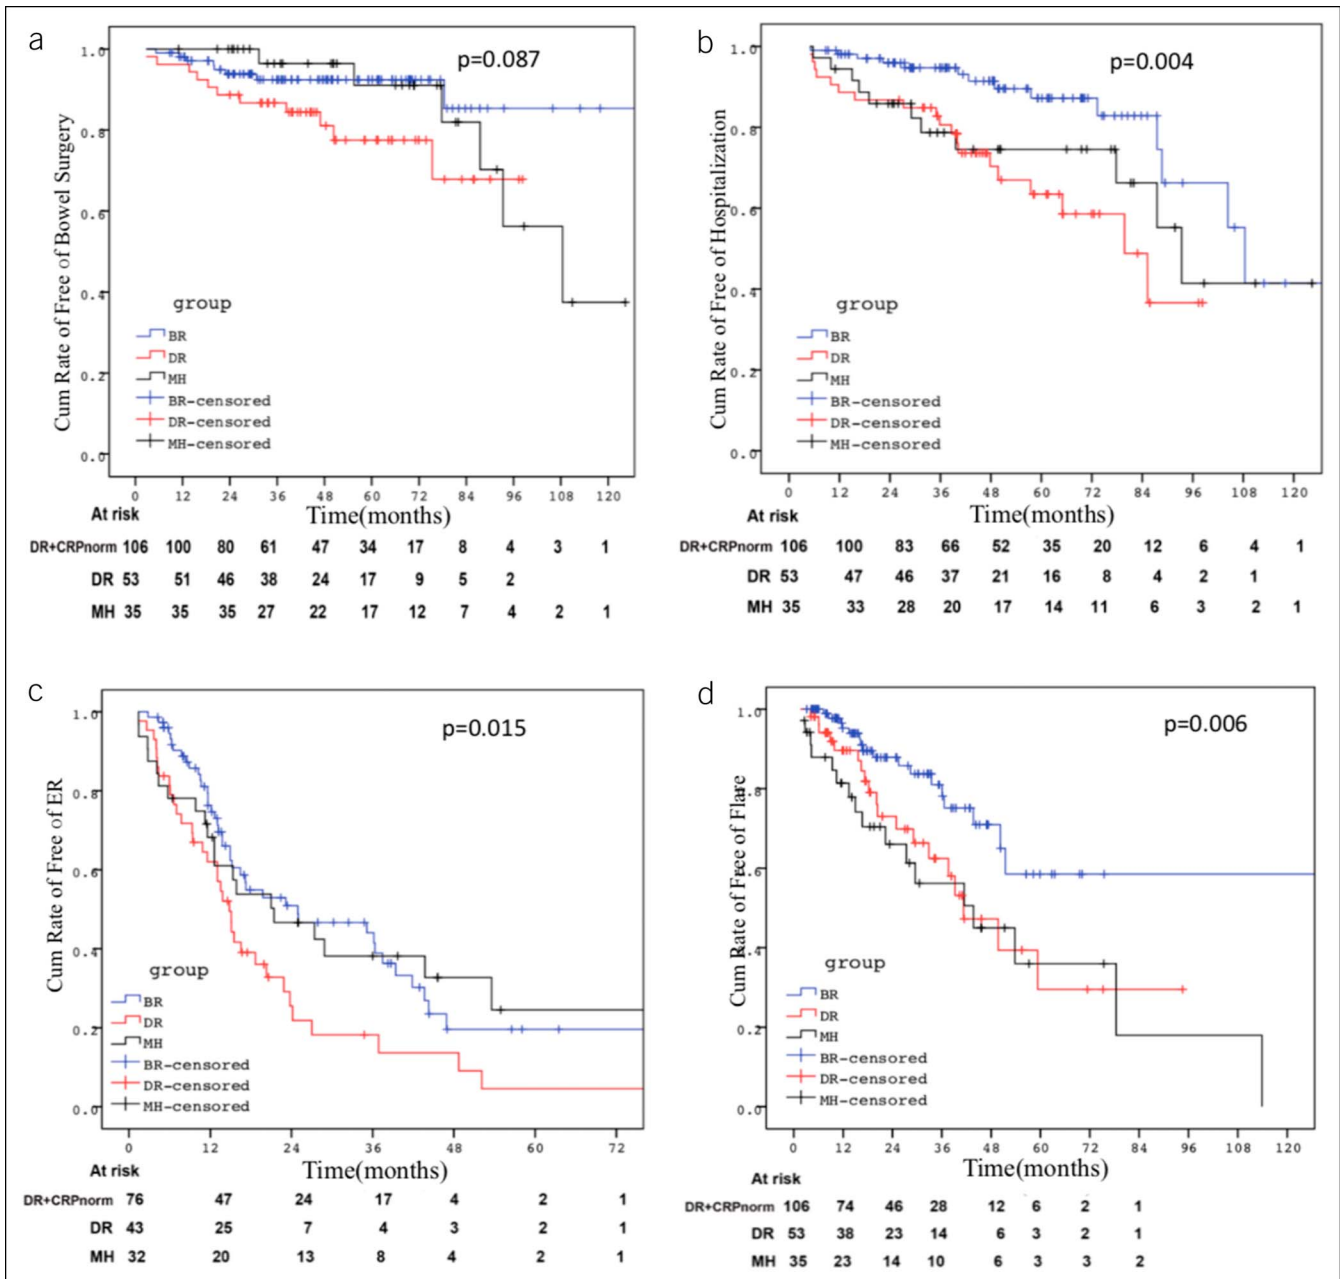 a
p=0.087
Cum Rate of Free of Bowel Surgery
1.0
0.8
0.6
0.4
0.2
0.0
group
BR
DR
MH
BR-censored
DR-censored
MH-censored
0 12 24 36 48 60 72 84 96 108 120
At risk Time(months)
DR+CRPnorm 106 100 80 61 47 34 17 8 4 3 1
DR 53 51 46 38 24 17 9 5 2
MH 35 35 35 27 22 17 12 7 4 2 1
b
p=0.004
Cum Rate of Free of Hospitalization
1.0
0.8
0.6
0.4
0.2
0.0
group
BR
DR
MH
BR-censored
DR-censored
MH-censored
0 12 24 36 48 60 72 84 96 108 120
At risk Time(months)
DR+CRPnorm 106 100 83 66 52 35 20 12 6 4 1
DR 53 47 46 37 21 16 8 4 2 1
MH 35 33 28 20 17 14 11 6 3 2 1
c
p=0.015
Cum Rate of Free of ER
1.0
0.8
0.6
0.4
0.2
0.0
group
BR
DR
MH
BR-censored
DR-censored
MH-censored
0 12 24 36 48 60 72
At risk Time(months)
DR+CRPnorm 76 47 24 17 4 2 1
DR 43 25 7 4 3 2 1
MH 32 20 13 8 4 2 1
d
p=0.006
Cum Rate of Free of Flare
1.0
0.8
0.6
0.4
0.2
0.0
group
BR
DR
MH
BR-censored
DR-censored
MH-censored
0 12 24 36 48 60 72 84 96 108 120
At risk Time(months)
DR+CRPnorm 106 74 46 28 12 6 2 1
DR 53 38 23 14 6 3 2 1
MH 35 23 14 10 6 3 3 2